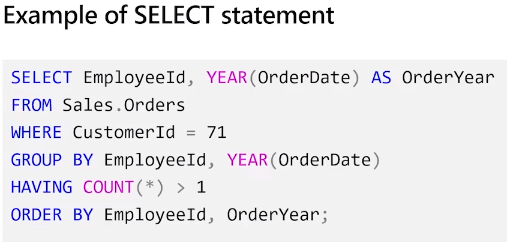 Example of SELECT statement
SELECT EmployeeId, YEAR(OrderDate) AS OrderYear
FROM Sales.Orders
WHERE CustomerId = 71
GROUP BY EmployeeId, YEAR(OrderDate)
HAVING COUNT(*) > 1
ORDER BY EmployeeId, OrderYear;